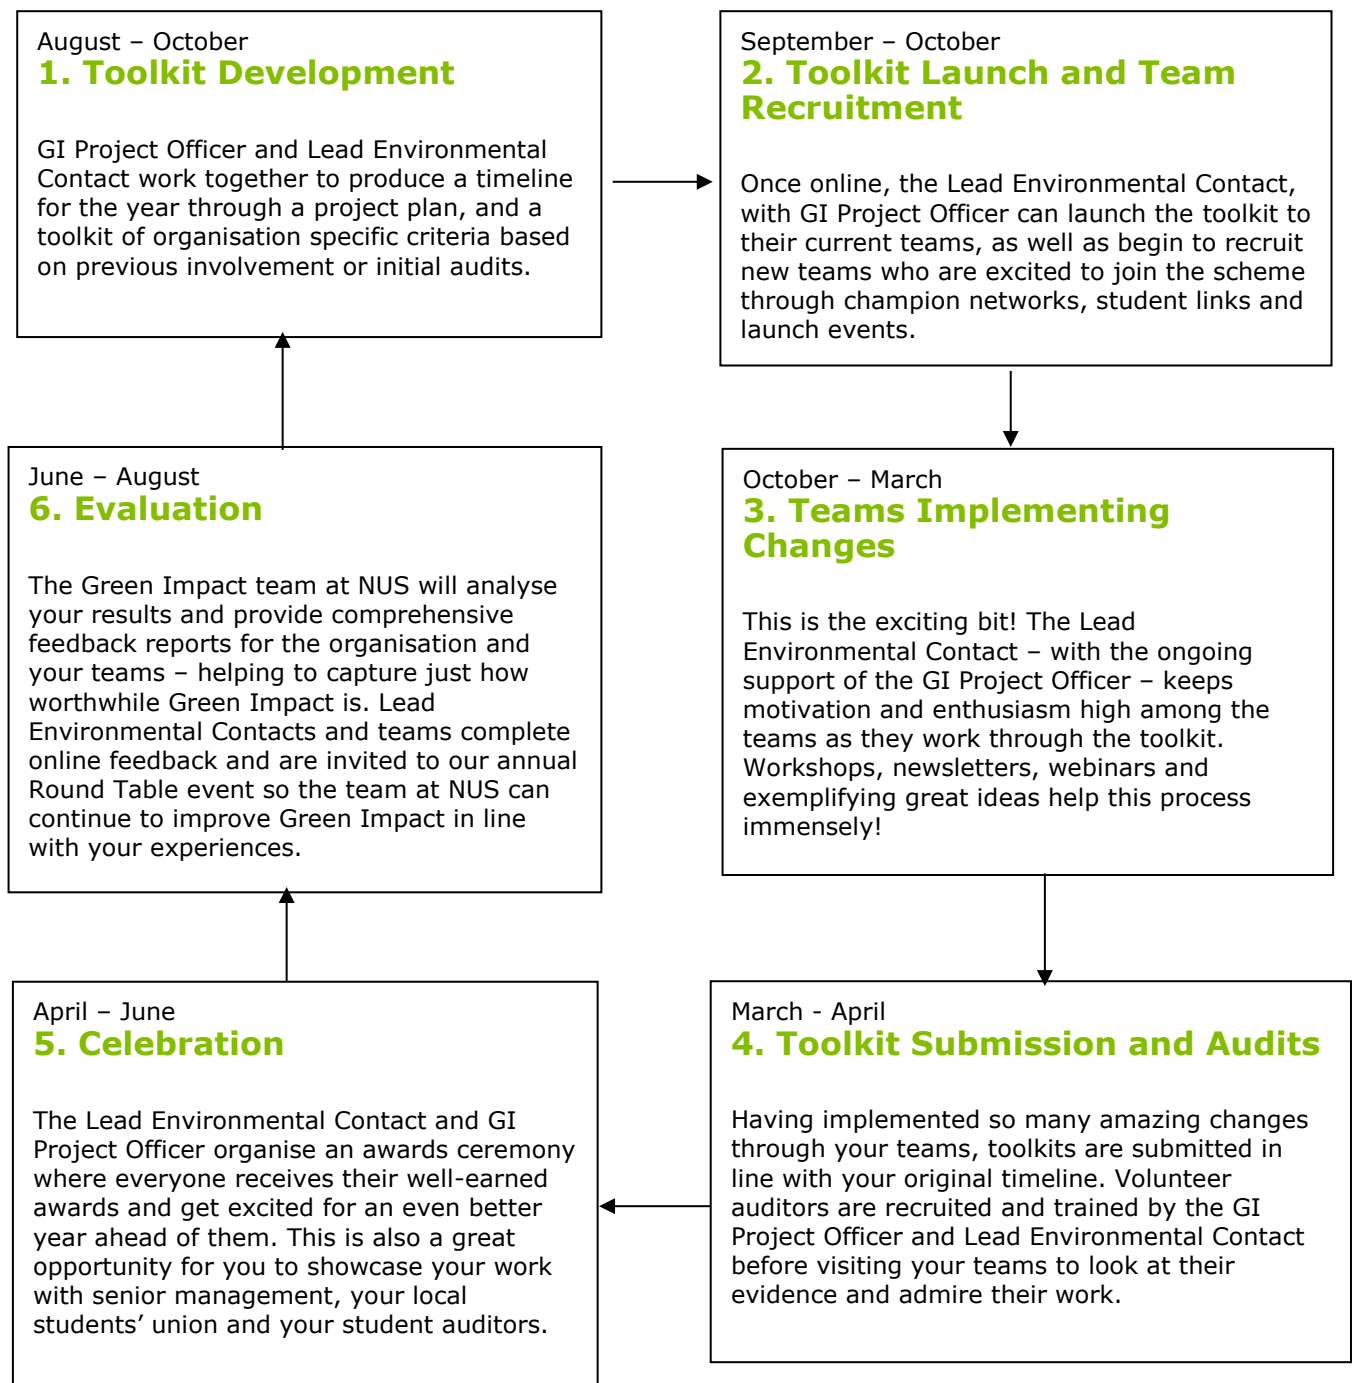 August – October
1. Toolkit Development
GI Project Officer and Lead Environmental
Contact work together to produce a timeline
for the year through a project plan, and a
toolkit of organisation specific criteria based
on previous involvement or initial audits.
September – October
2. Toolkit Launch and Team
Recruitment
Once online, the Lead Environmental Contact,
with GI Project Officer can launch the toolkit to
their current teams, as well as begin to recruit
new teams who are excited to join the scheme
through champion networks, student links and
launch events.
October – March
3. Teams Implementing
Changes
This is the exciting bit! The Lead
Environmental Contact – with the ongoing
support of the GI Project Officer – keeps
motivation and enthusiasm high among the
teams as they work through the toolkit.
Workshops, newsletters, webinars and
exemplifying great ideas help this process
immensely!
March - April
4. Toolkit Submission and Audits
Having implemented so many amazing changes
through your teams, toolkits are submitted in
line with your original timeline. Volunteer
auditors are recruited and trained by the GI
Project Officer and Lead Environmental Contact
before visiting your teams to look at their
evidence and admire their work.
April – June
5. Celebration
The Lead Environmental Contact and GI
Project Officer organise an awards ceremony
where everyone receives their well-earned
awards and get excited for an even better
year ahead of them. This is also a great
opportunity for you to showcase your work
with senior management, your local
students’ union and your student auditors.
June – August
6. Evaluation
The Green Impact team at NUS will analyse
your results and provide comprehensive
feedback reports for the organisation and
your teams – helping to capture just how
worthwhile Green Impact is. Lead
Environmental Contacts and teams complete
online feedback and are invited to our annual
Round Table event so the team at NUS can
continue to improve Green Impact in line
with your experiences.